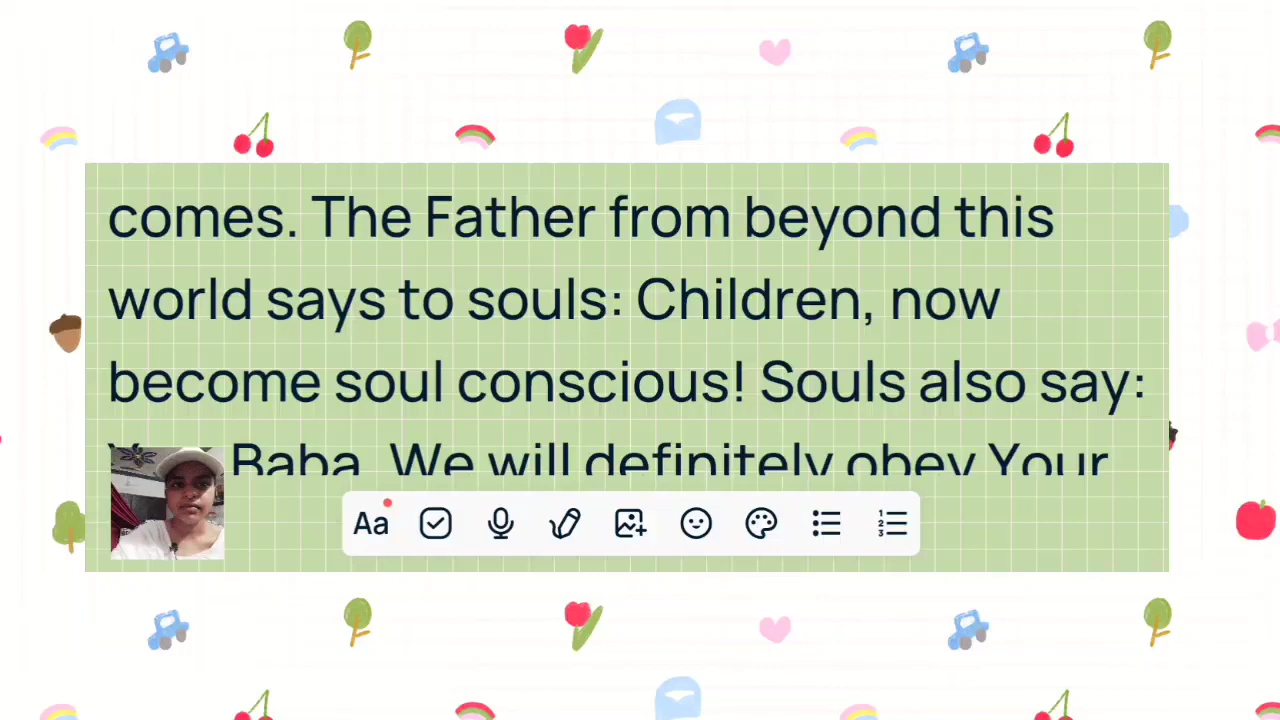 comes. The Father from beyond this
world says to souls: Children, now
become soul conscious! Souls also say:
Baba. We will definitely obey Your
Aa